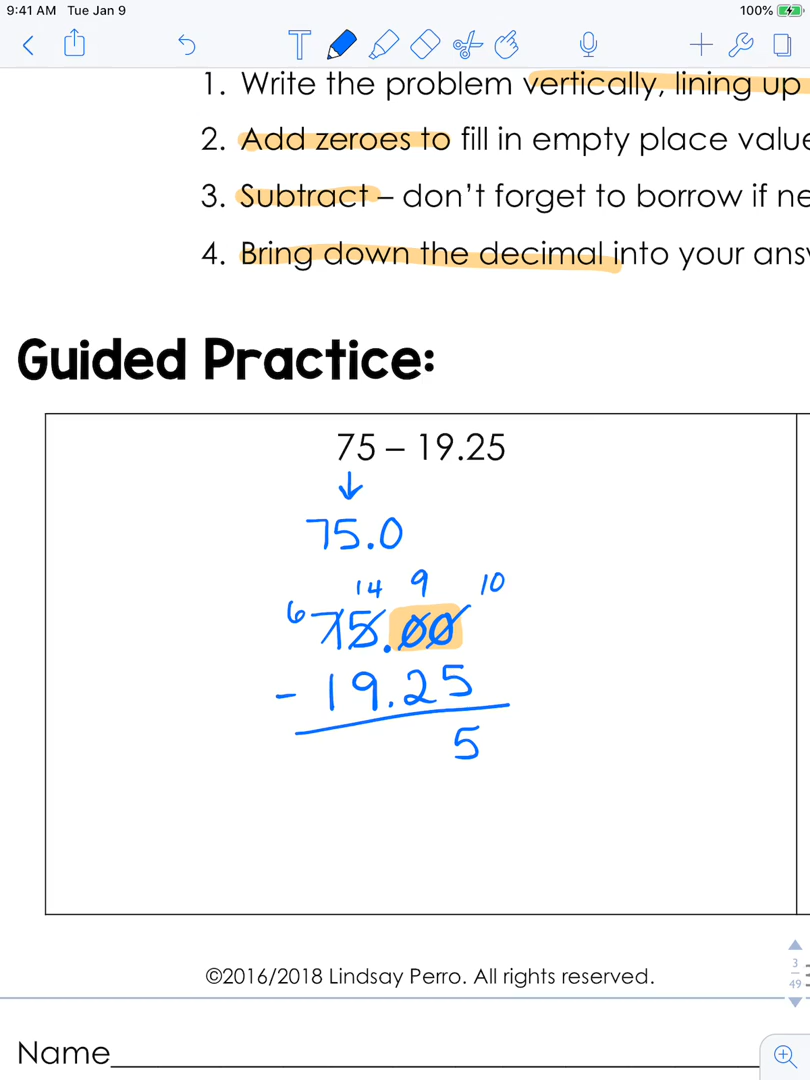 9:41 AM Tue Jan 9
100%
T
1. Write the problem vertically, lining up
2. Add zeroes to fill in empty place value
3. Subtract – don't forget to borrow if ne
4. Bring down the decimal into your ans
Guided Practice:
75 – 19.25
75.0
14 9 10
6 75.00
- 19.25
5
©2016/2018 Lindsay Perro. All rights reserved.
3
49
Name